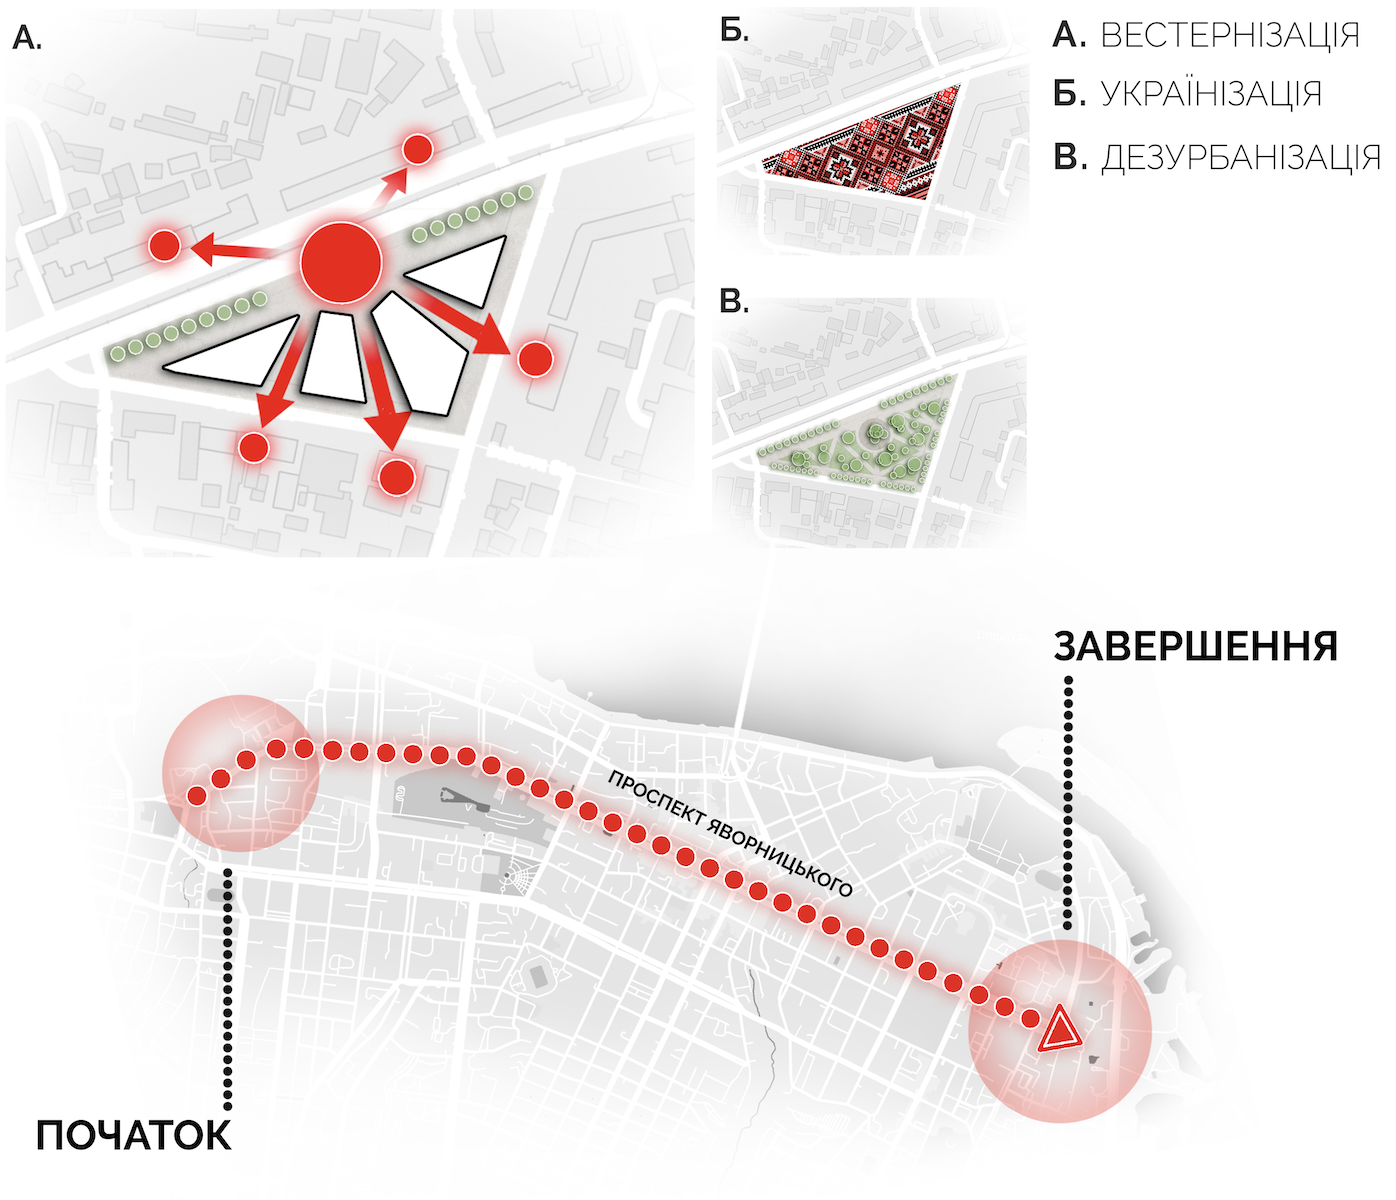 А.
Б.
А. ВЕСТЕРНІЗАЦІЯ
Б. УКРАЇНІЗАЦІЯ
В. ДЕЗУРБАНІЗАЦІЯ
В.
ЗАВЕРШЕННЯ
ПРОСПЕКТ ЯВОРНИЦЬКОГО
ПОЧАТОК